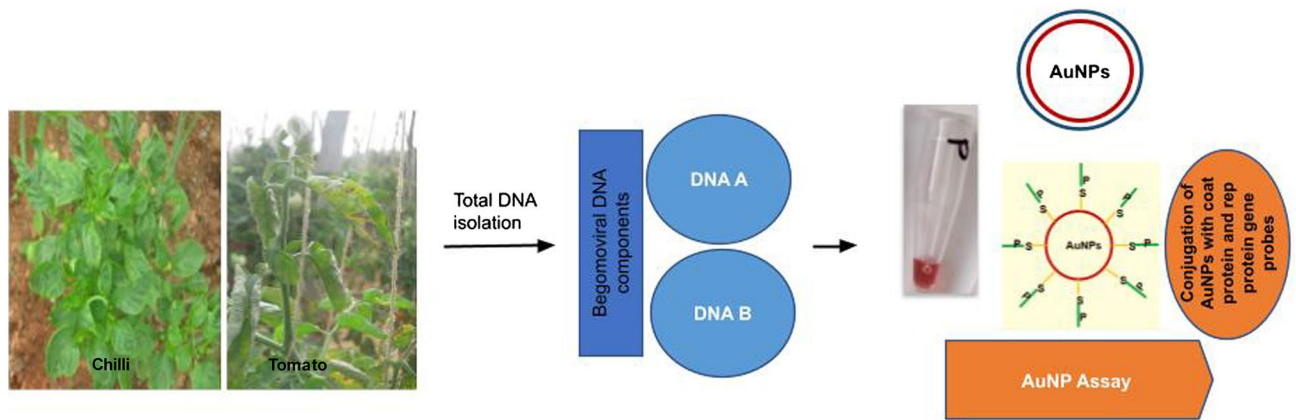 Chilli
Tomato
Total DNA
isolation
Begomoviral DNA
components
DNA A
DNA B
P
AuNPs
P
S
P
S
P
S
P S
AuNPs
S P
S
P
S
P
S
P
Conjugation of
AuNPs with coat
protein and rep
protein gene
probes
AuNP Assay